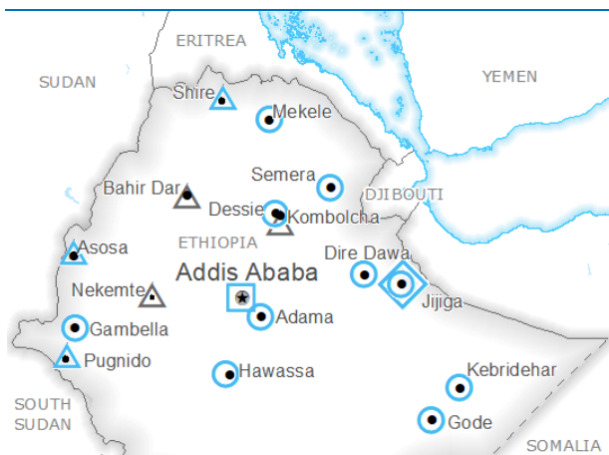 ERITREA
SUDAN
YEMEN
Shire
Mekele
Semera
Bahir Dar
DJIBOUTI
Dessie
Kombolcha
ETHIOPIA
Asosa
Dire Dawa
Addis Ababa
Nekemte
Jijiga
Adama
Gambella
Pugnido
Hawassa
Kebridehar
SOUTH
SUDAN
Gode
SOMALIA